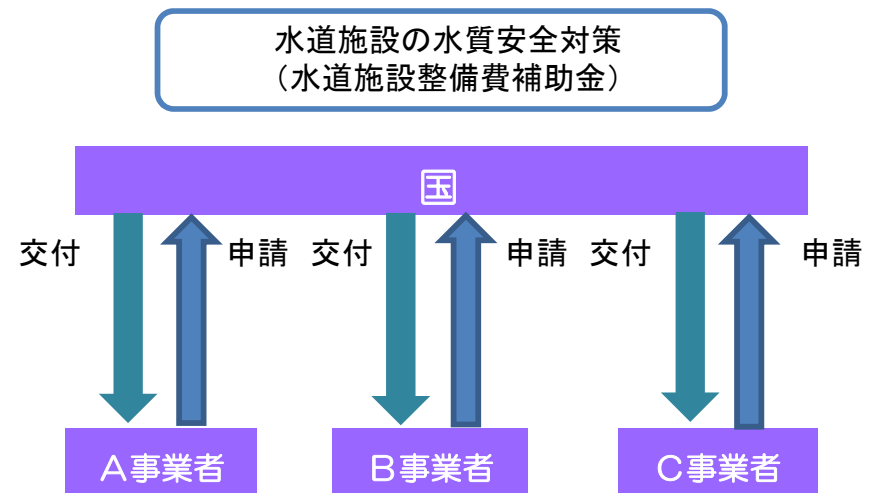 水道施設の水質安全対策
（水道施設整備費補助金）
国
交付 申請 交付 申請 交付 申請
A事業者 B事業者 C事業者